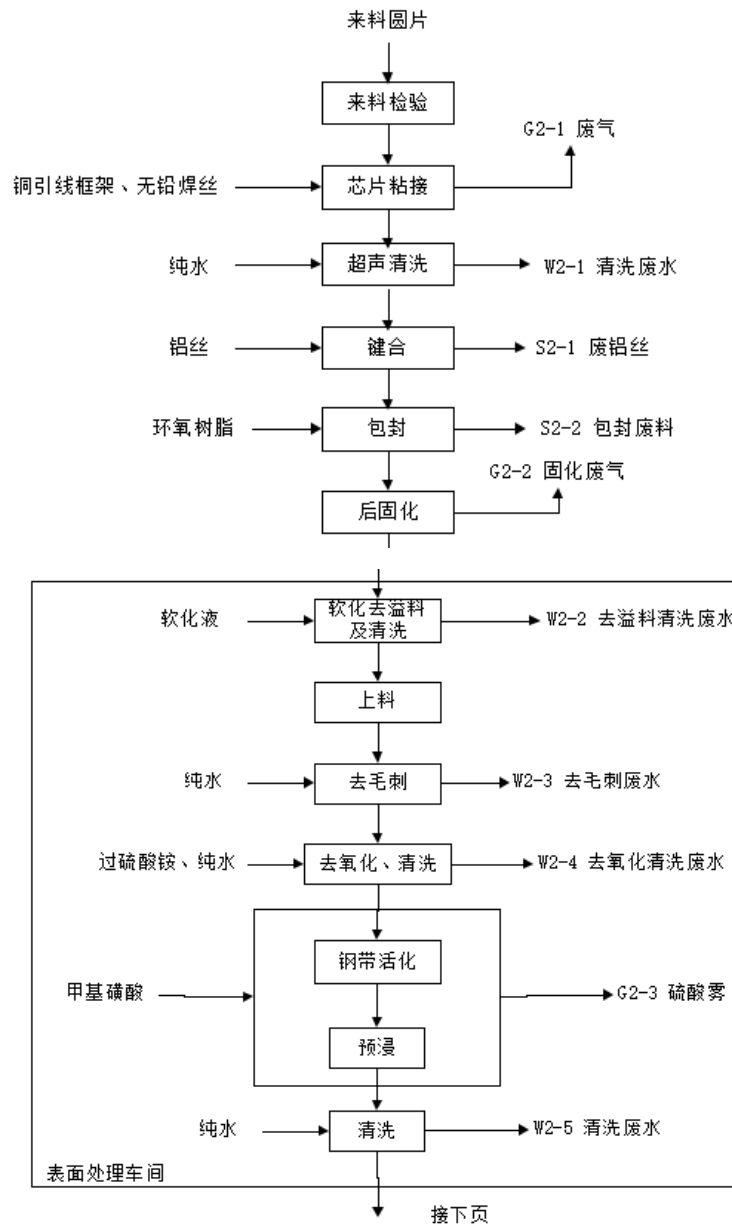 来料圆片
来料检验
G2-1 废气
铜引线框架、无铅焊丝
芯片粘接
纯水
超声清洗
W2-1 清洗废水
铝丝
键合
S2-1 废铝丝
环氧树脂
包封
S2-2 包封废料
G2-2 固化废气
后固化
软化液
软化去溢料
及清洗
W2-2 去溢料清洗废水
上料
纯水
去毛刺
W2-3 去毛刺废水
过硫酸铵、纯水
去氧化、清洗
W2-4 去氧化清洗废水
钢带活化
甲基磺酸
G2-3 硫酸雾
预浸
纯水
清洗
W2-5 清洗废水
表面处理车间
接下页